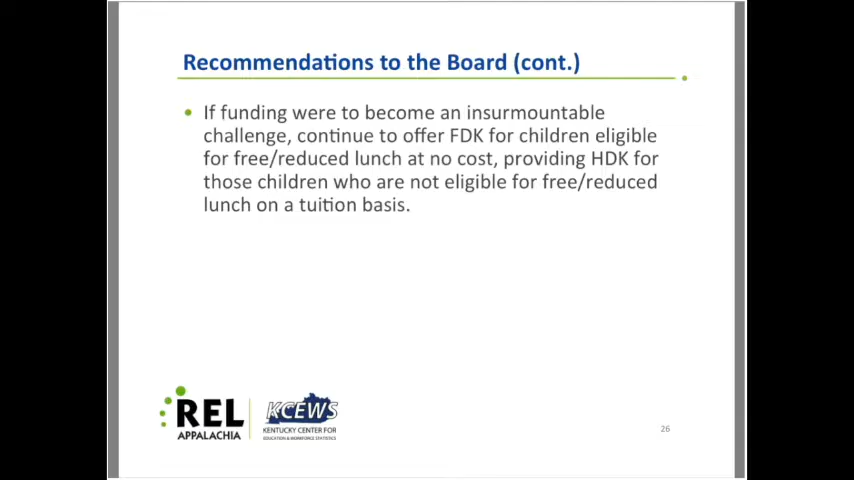 Recommendations to the Board (cont.)
• If funding were to become an insurmountable
challenge, continue to offer FDK for children eligible
for free/reduced lunch at no cost, providing HDK for
those children who are not eligible for free/reduced
lunch on a tuition basis.
REL
APPALACHIA
KCEWS
KENTUCKY CENTER FOR
EDUCATION & WORKFORCE STATISTICS
26